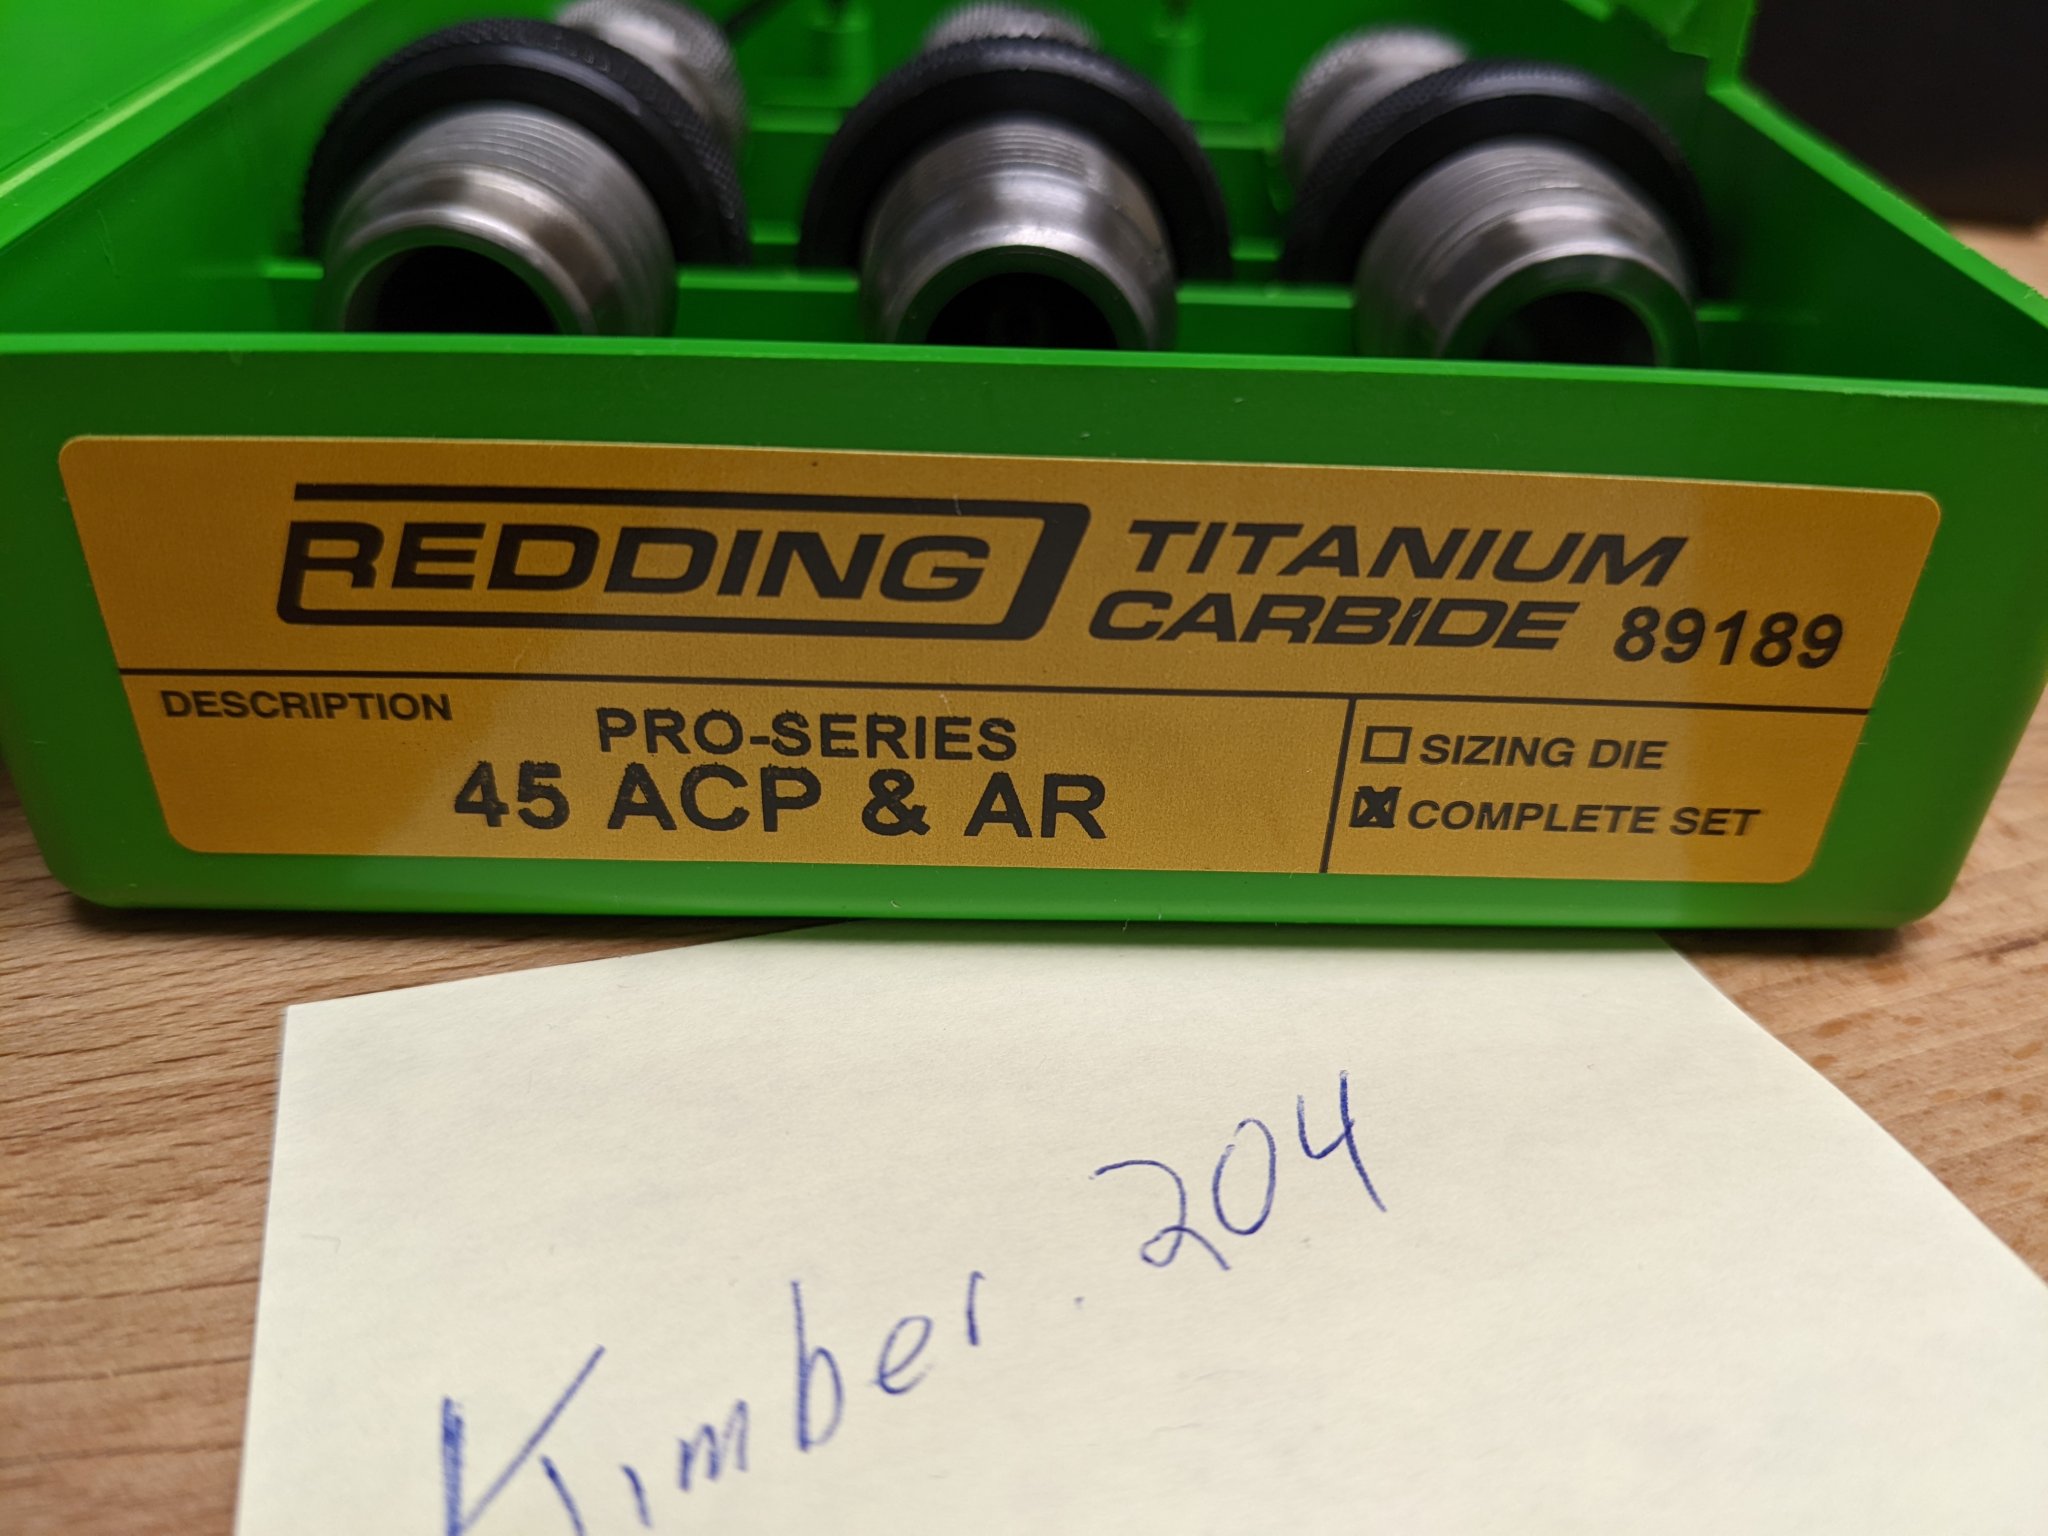 REDDING TITANIUM
CARBIDE 89189
DESCRIPTION
PRO-SERIES
45 ACP & AR
☐ SIZING DIE
☒ COMPLETE SET
Kimber.204